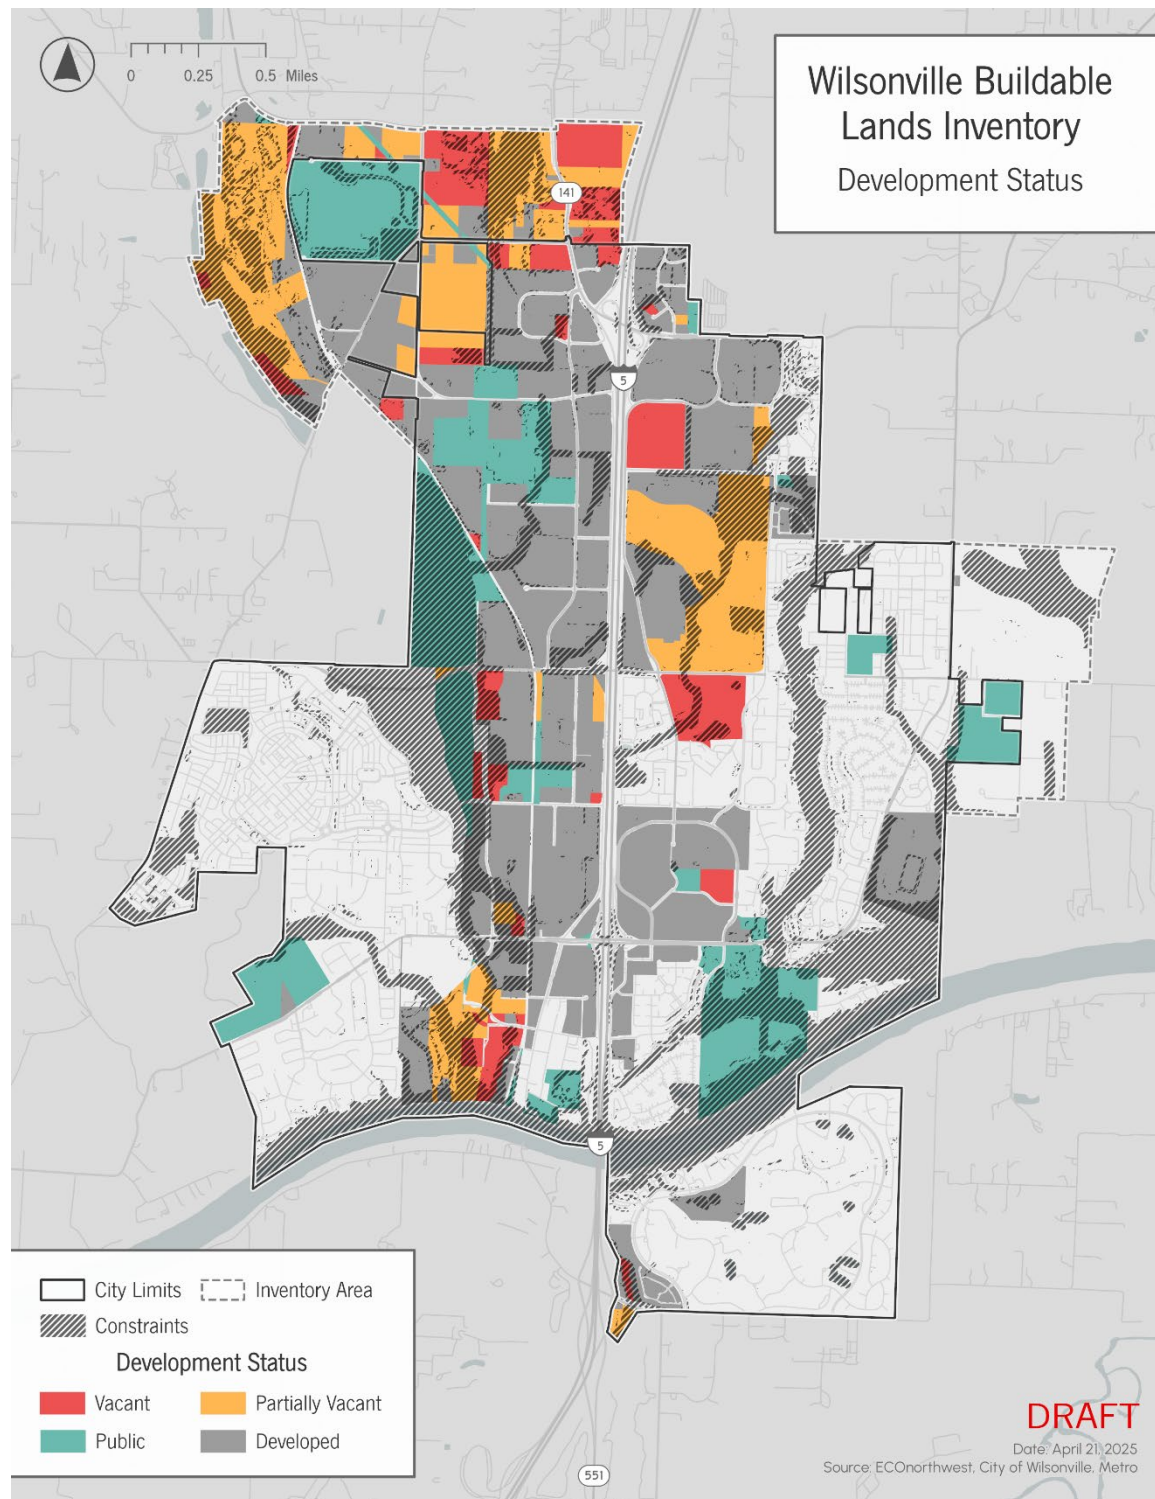 Wilsonville Buildable
Lands Inventory
Development Status
0 0.25 0.5 Miles
141
5
5
City Limits
Inventory Area
Constraints
Development Status
Vacant
Partially Vacant
Public
Developed
DRAFT
Date: April 21, 2025
Source: ECOnorthwest, City of Wilsonville, Metro
551